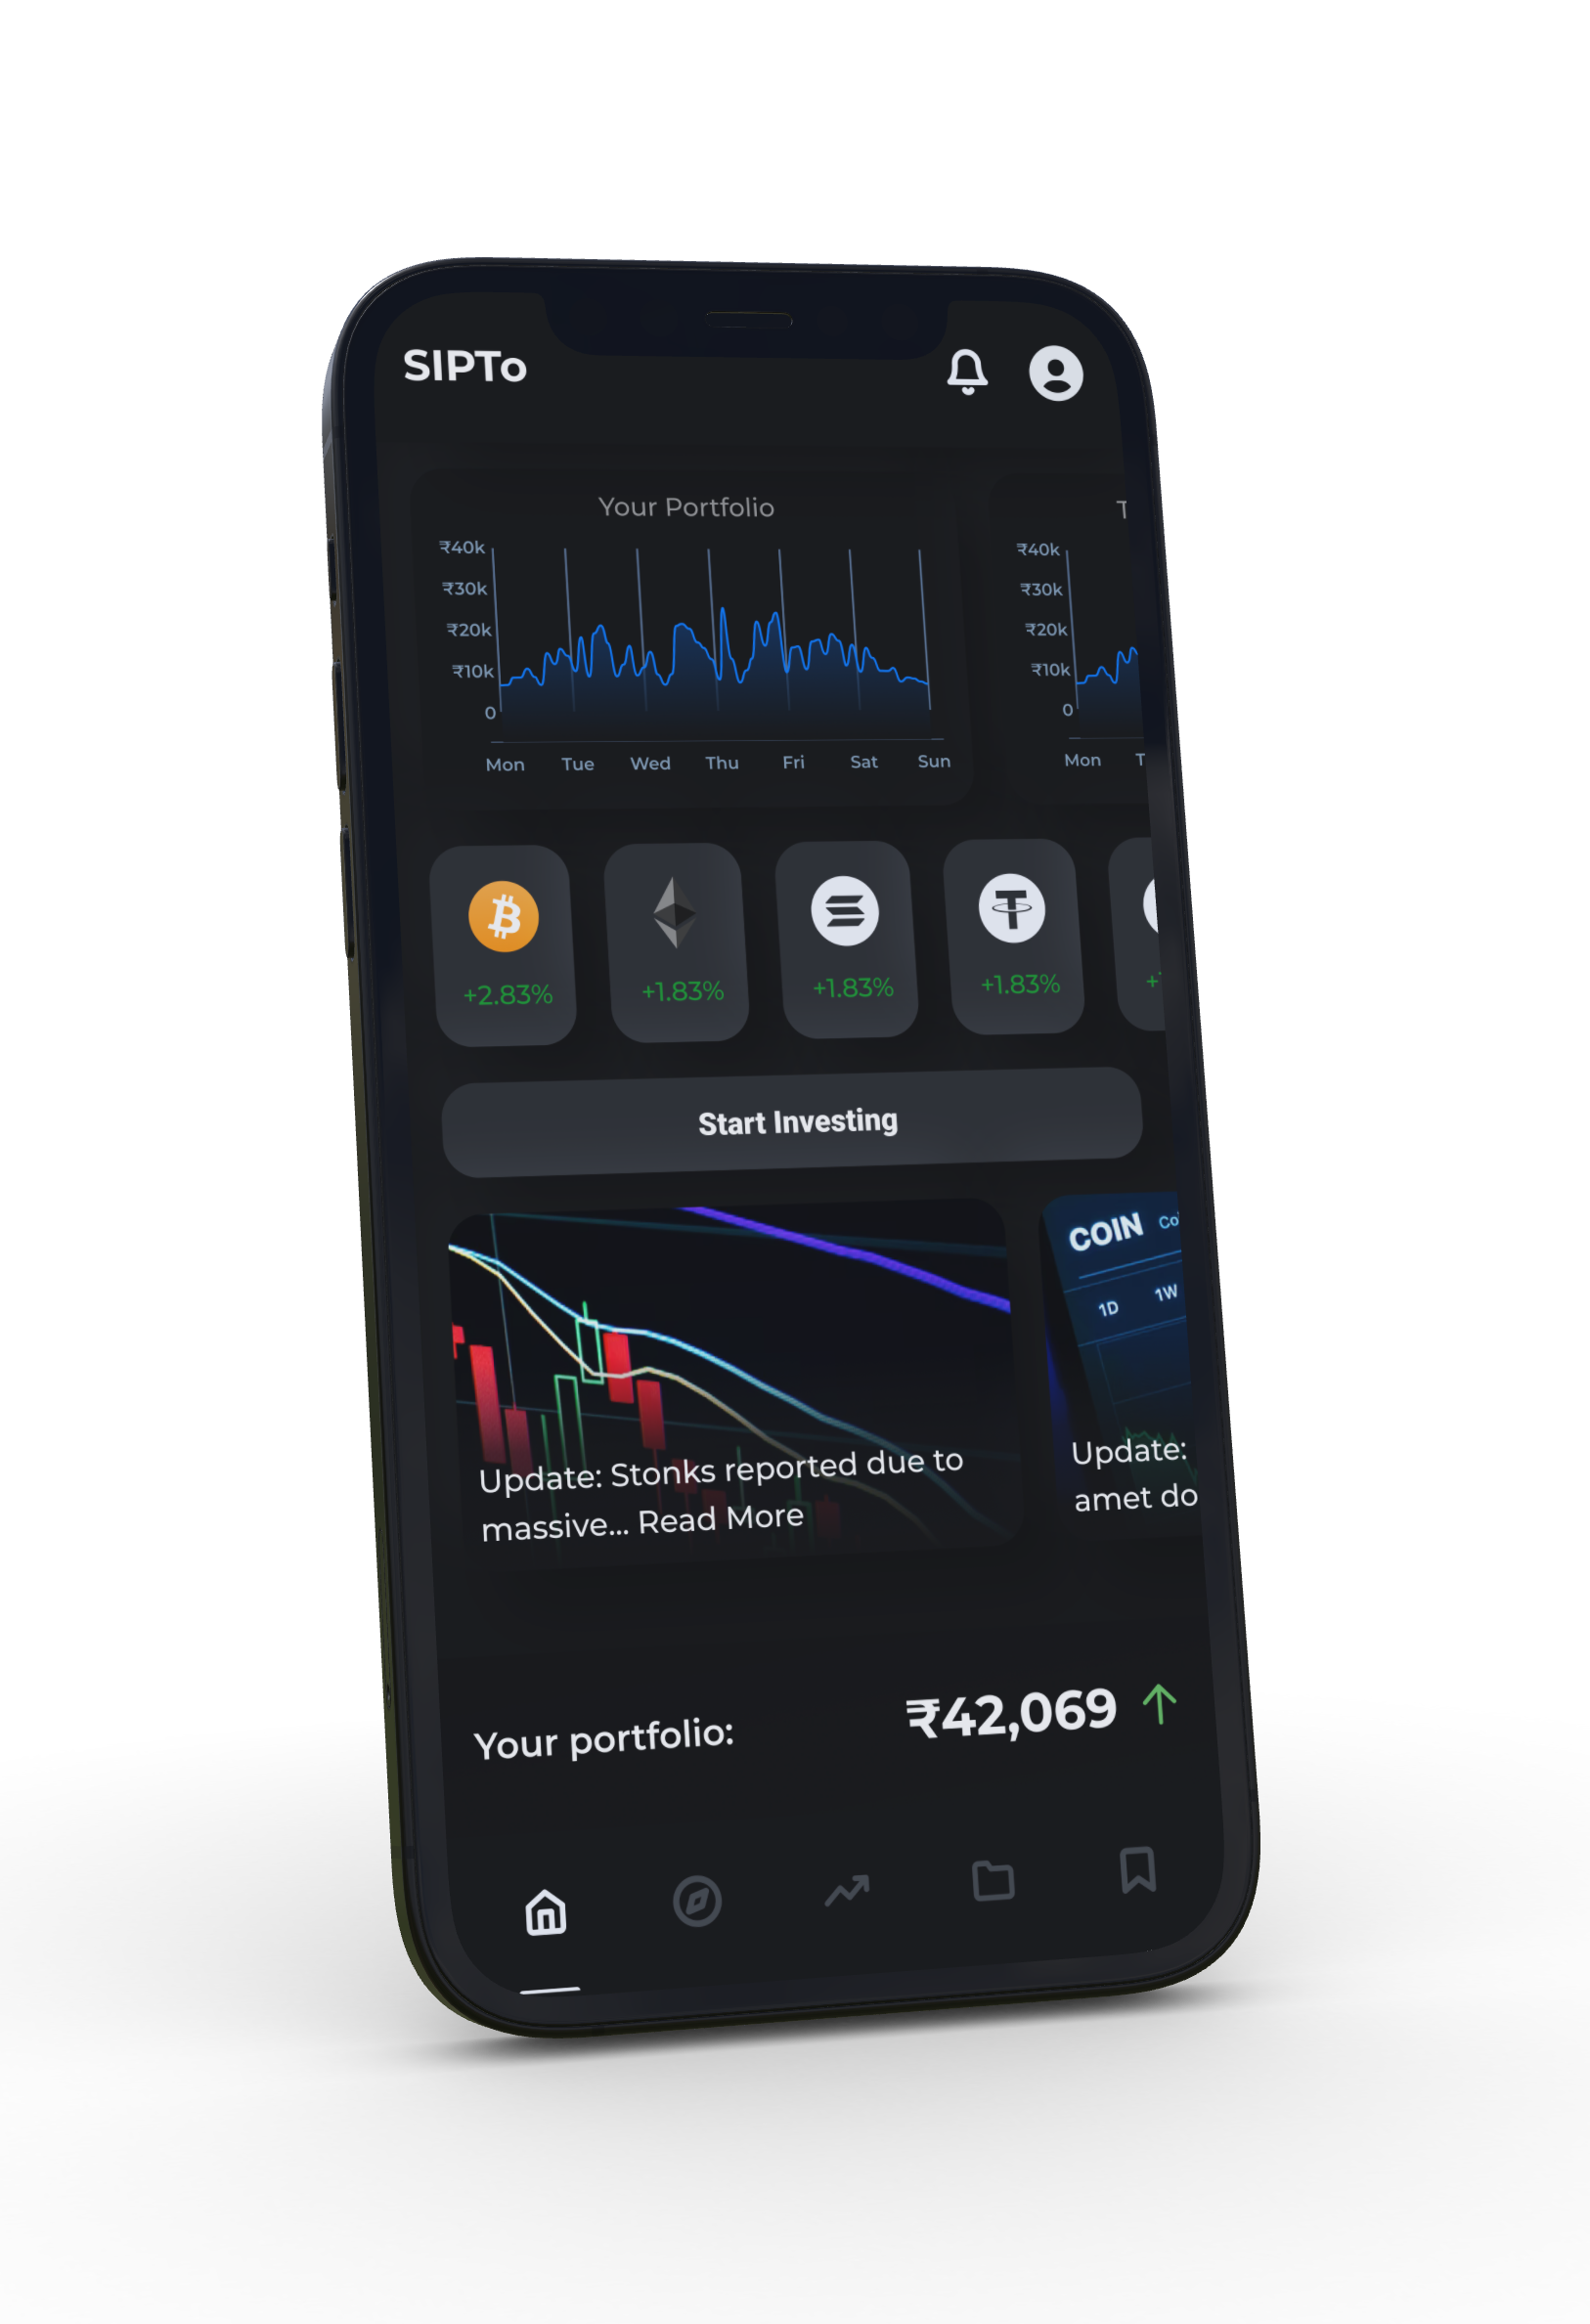 SIPTo
Your Portfolio
₹40k
₹30k
₹20k
₹10k
0
Mon Tue Wed Thu Fri Sat Sun
T
₹40k
₹30k
₹20k
₹10k
0
Mon T
+2.83% +1.83% +1.83% +1.83% +
Start Investing
Update: Stonks reported due to
massive... Read More
COIN Co
1D 1W
Update:
amet do
Your portfolio: ₹42,069